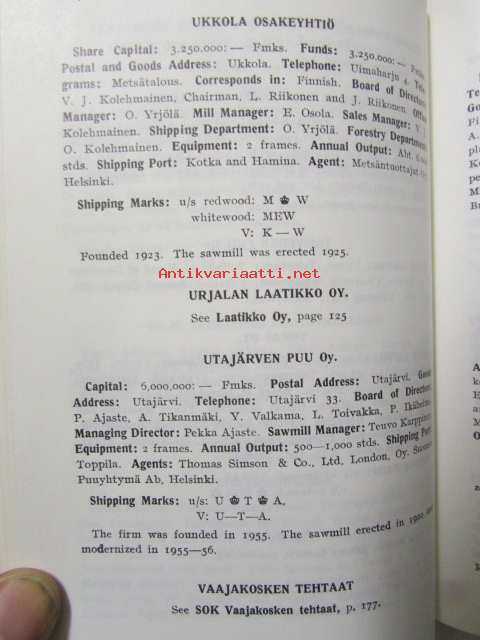 UKKOLA OSAKEYHTIÖ
Share Capital: 3.250.000:— Fmks. Funds: 3.250.000:—
Postal and Goods Address: Ukkola. Telephone: Uimaharju 4. Tele-
grams: Metsätalous. Corresponds in: Finnish. Board of Directors:
V. J. Kolehmainen, Chairman, L. Riikonen and J. Riikonen. Office
Manager: O. Yrjölä. Mill Manager: E. Osola. Sales Manager: V. J.
Kolehmainen. Shipping Department: O. Yrjölä. Forestry Department:
O. Kolehmainen. Equipment: 2 frames. Annual Output: Abt.
stds. Shipping Port: Kotka and Hamina. Agent: Metsäntuottajat
Helsinki.
Shipping Marks: u/s redwood: M ♚ W
whitewood: MEW
V: K — W
Founded 1923. The sawmill was erected 1925.
Antikvariaatti.net
URJALAN LAATIKKO OY.
See Laatikko Oy, page 125
UTAJÄRVEN PUU Oy.
Capital: 6,000,000:— Fmks. Postal Address: Utajärvi. Goods
Address: Utajärvi. Telephone: Utajärvi 33. Board of Directors:
P. Ajaste, A. Tikanmäki, Y. Valkama, L. Toivakka, P.
Managing Director: Pekka Ajaste. Sawmill Manager: Teuvo Karppinen.
Equipment: 2 frames. Annual Output: 500—1,000 stds. Shipping Port:
Toppila. Agents: Thomas Simson & Co., Ltd. London, Oy. Suomen
Puuyhtymä Ab, Helsinki.
Shipping Marks: u/s: U ♚ T ♚ A.
V: U—T—A.
The firm was founded in 1955. The sawmill erected in
modernized in 1955—56.
VAAJAKOSKEN TEHTAAT
See SOK Vaajakosken tehtaat, p. 177.